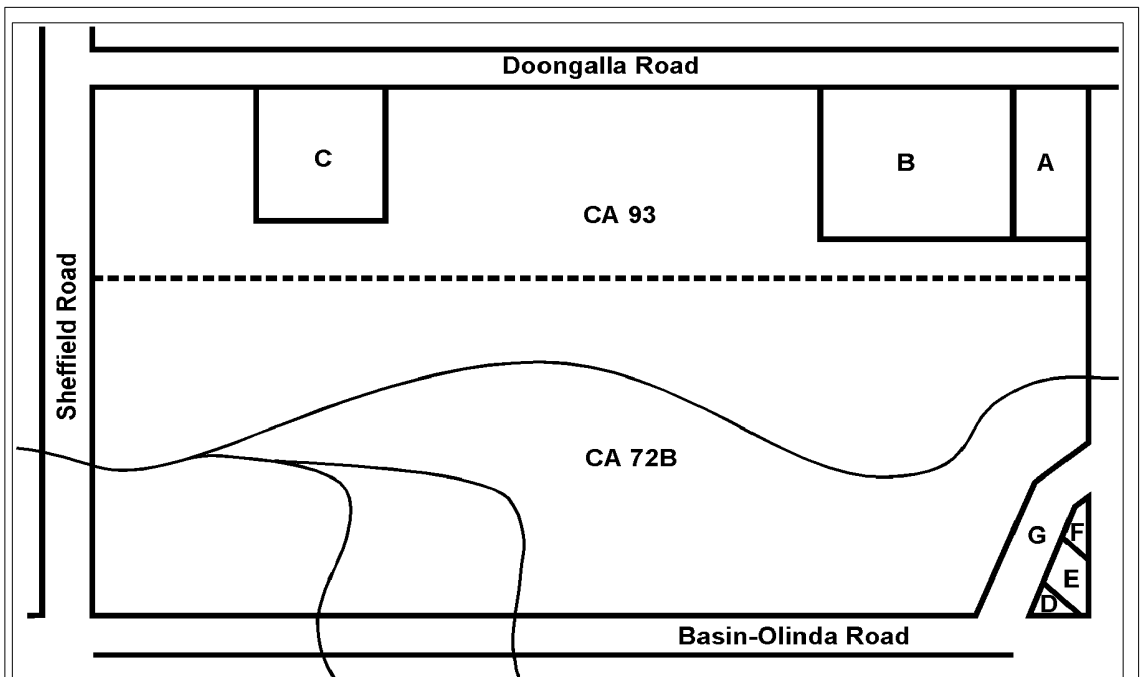 Doongalla Road
C
B
A
CA 93
Sheffield Road
CA 72B
G
F
E
D
Basin-Olinda Road